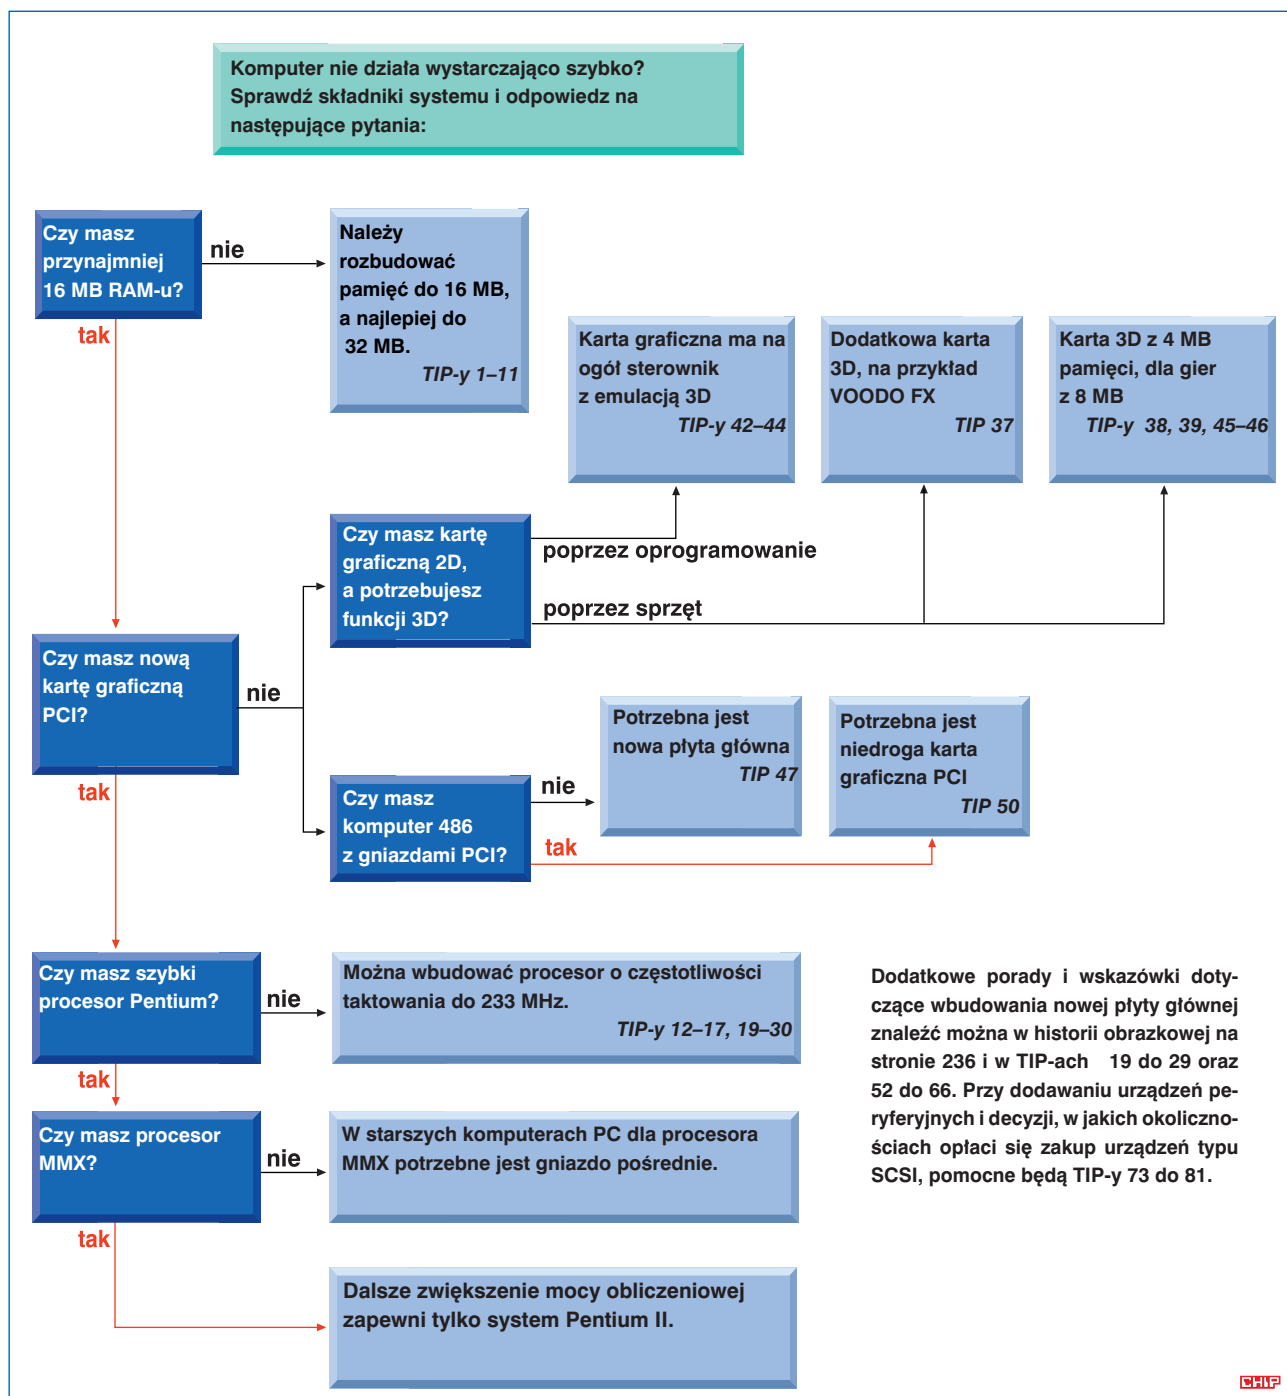 Komputer nie działa wystarczająco szybko?
Sprawdź składniki systemu i odpowiedz na
następujące pytania:
Czy masz
przynajmniej
16 MB RAM-u?
nie
Należy
rozbudować
pamięć do 16 MB,
a najlepiej do
32 MB.
TIP-y 1–11
tak
Karta graficzna ma na
ogół sterownik
z emulacją 3D
TIP-y 42–44
Dodatkowa karta
3D, na przykład
VOODO FX
TIP 37
Karta 3D z 4 MB
pamięci, dla gier
z 8 MB
TIP-y 38, 39, 45–46
Czy masz kartę
graficzną 2D,
a potrzebujesz
funkcji 3D?
poprzez oprogramowanie
poprzez sprzęt
Czy masz nową
kartę graficzną
PCI?
nie
Potrzebna jest
nowa płyta główna
TIP 47
Potrzebna jest
niedroga karta
graficzna PCI
TIP 50
tak
Czy masz
komputer 486
z gniazdami PCI?
nie
tak
Czy masz szybki
procesor Pentium?
nie
Można wbudować procesor o częstotliwości
taktowania do 233 MHz.
TIP-y 12–17, 19–30
tak
Czy masz procesor
MMX?
nie
W starszych komputerach PC dla procesora
MMX potrzebne jest gniazdo pośrednie.
tak
Dalsze zwiększenie mocy obliczeniowej
zapewni tylko system Pentium II.
Dodatkowe porady i wskazówki doty-
czące wbudowania nowej płyty głównej
znaleźć można w historii obrazkowej na
stronie 236 i w TIP-ach 19 do 29 oraz
52 do 66. Przy dodawaniu urządzeń pe-
ryferyjnych i decyzji, w jakich okoliczno-
ściach opłaci się zakup urządzeń typu
SCSI, pomocne będą TIP-y 73 do 81.
CHIP